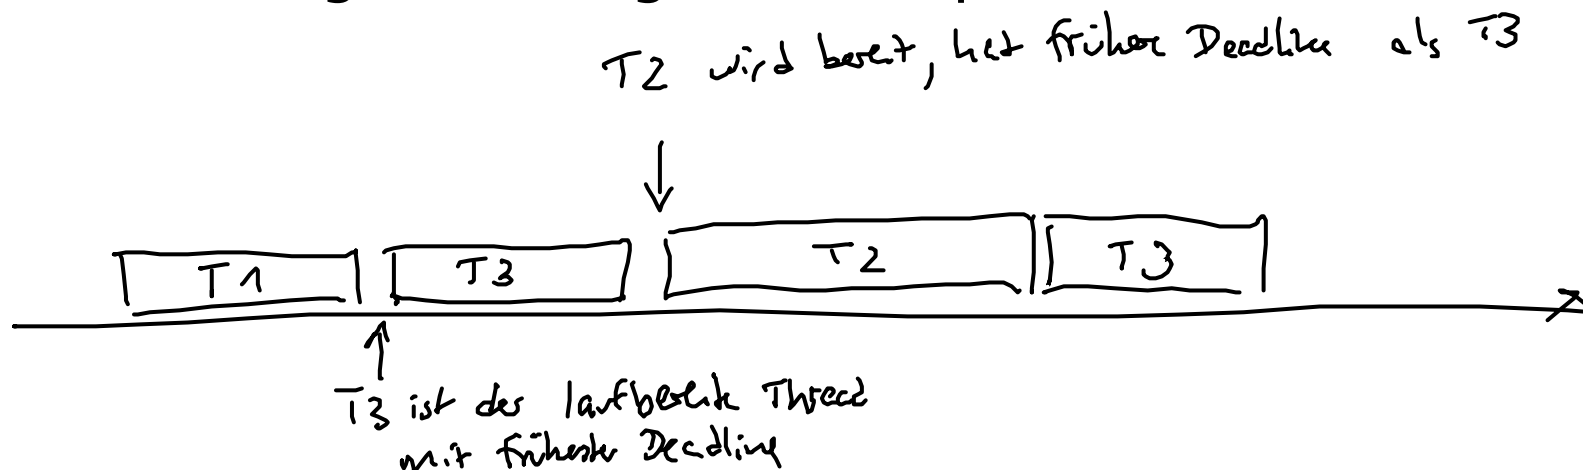 T2 wird bereit, hat frühere Deadline als T3
T1
T3
T2
T3
T3 ist der laufbereite Thread
mit frühester Deadline